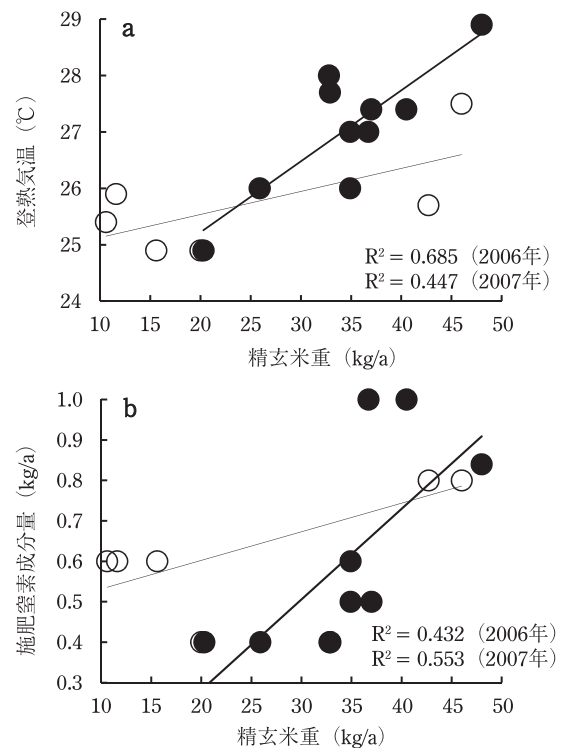 a
29
28
27
26
25
24
登熟気温（℃）
R² = 0.685（2006年）
R² = 0.447（2007年）
10 15 20 25 30 35 40 45 50
精玄米重（kg/a）
b
1.0
0.9
0.8
0.7
0.6
0.5
0.4
0.3
施肥窒素成分量（kg/a）
R² = 0.432（2006年）
R² = 0.553（2007年）
10 15 20 25 30 35 40 45 50
精玄米重（kg/a）